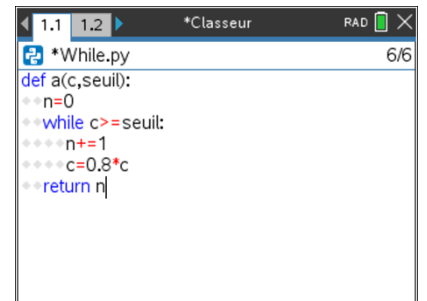 1.1 1.2 *Classeur RAD
*While.py 6/6
def a(c,seuil):
n=0
while c>=seuil:
n+=1
c=0.8*c
return n